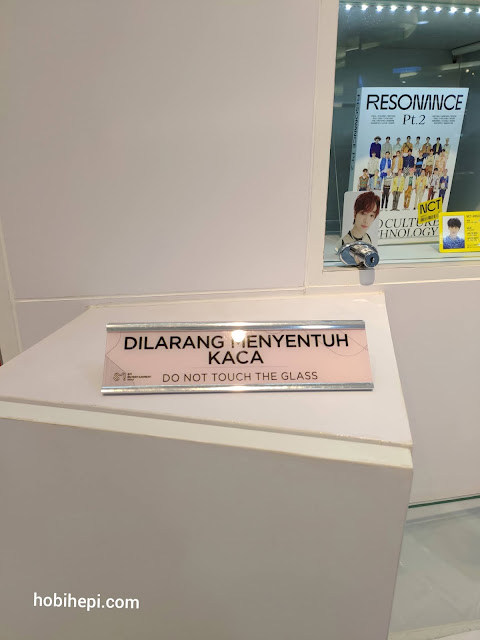 RESONANCE
Pt.2
NCT
DILARANG MENYENTUH
KACA
DO NOT TOUCH THE GLASS
hobihepi.com